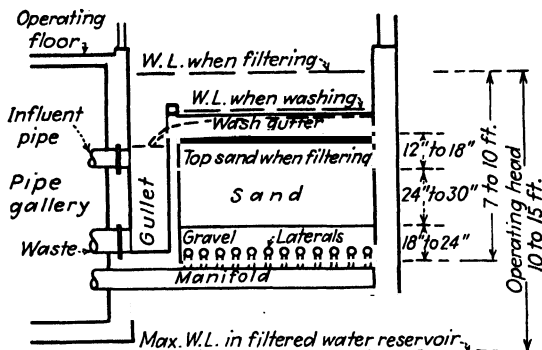 Operating
floor
W.L. when filtering
W.L. when washing
Wash gutter
Influent
pipe
Top sand when filtering
12" to 18"
Pipe
gallery
Gullet
Sand
24" to 30"
7 to 10 ft.
Operating head
10 to 15 ft.
Gravel
Laterals
18" to 24"
Waste
Manifold
Max. W.L. in filtered water reservoir